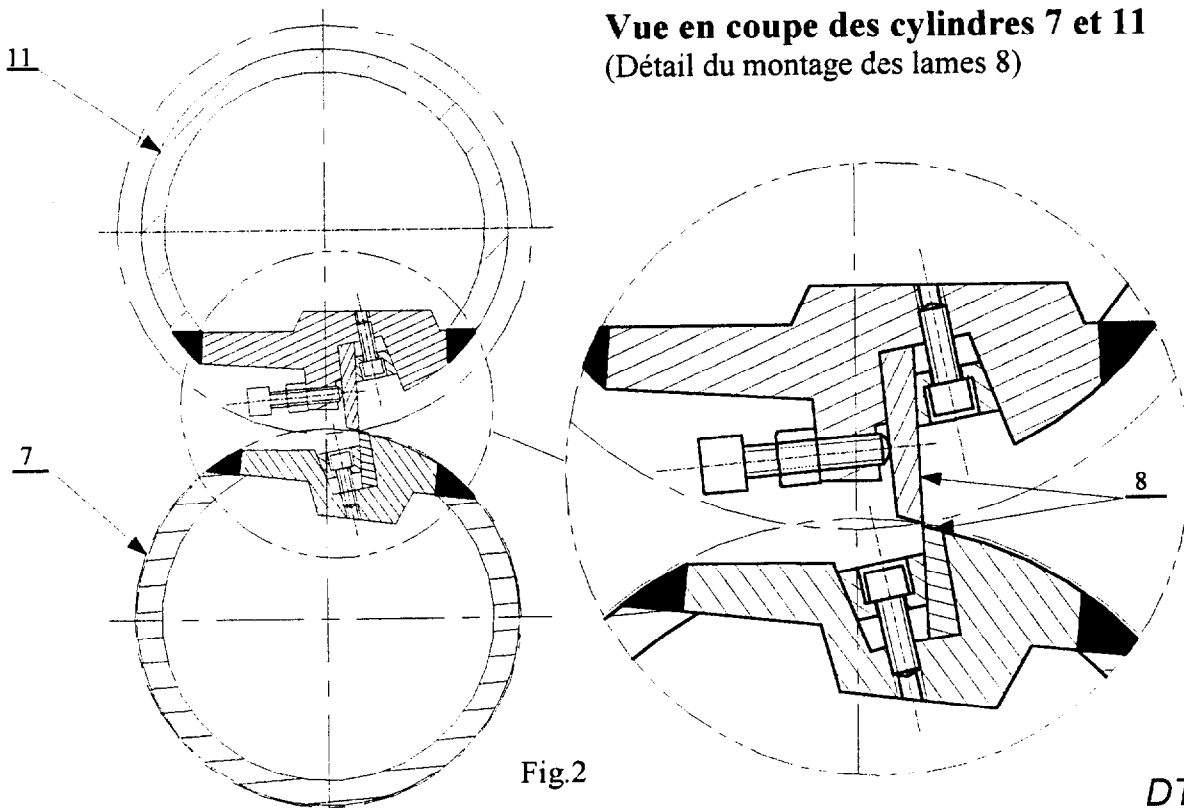 Vue en coupe des cylindres 7 et 11
(Détail du montage des lames 8)
11
7
8
Fig.2